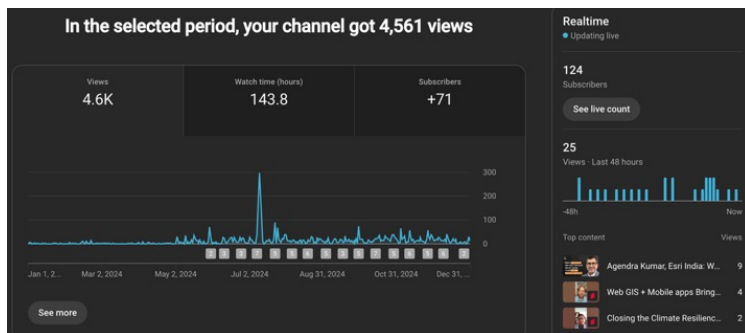 In the selected period, your channel got 4,561 views
Views
4.6K
Watch time (hours)
143.8
Subscribers
+71
300
200
100
0
Jan 1, 2...
Mar 2, 2024
May 2, 2024
Jul 2, 2024
Aug 31, 2024
Oct 31, 2024
Dec 31,...
See more
Realtime
Updating live
124
Subscribers
See live count
25
Views · Last 48 hours
-48h
Now
Top content
Views
Agendra Kumar, Esri India: W...
9
Web GIS + Mobile apps Bring...
4
Closing the Climate Resilienc...
2